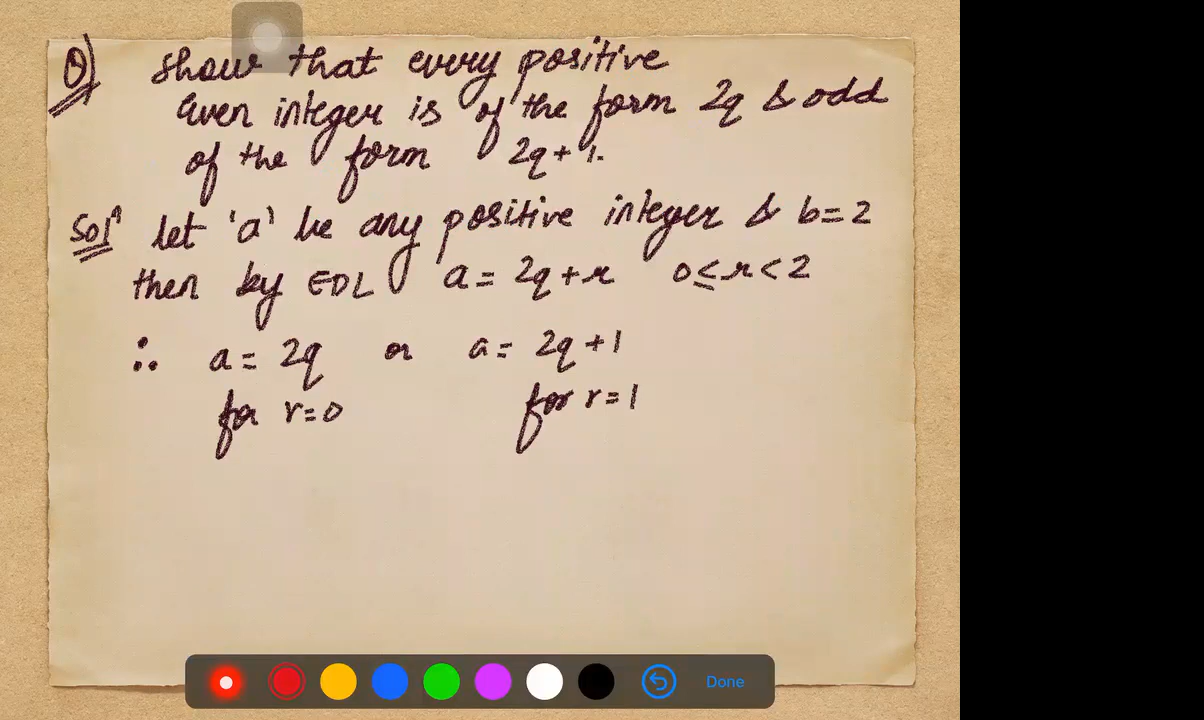 Q) Show that every positive
even integer is of the form 2q & odd
of the form 2q + 1.
Solⁿ let 'a' be any positive integer & b = 2
then by EDL a = 2q + r 0 ≤ r < 2
∴ a = 2q or a = 2q + 1
for r = 0 for r = 1
Done